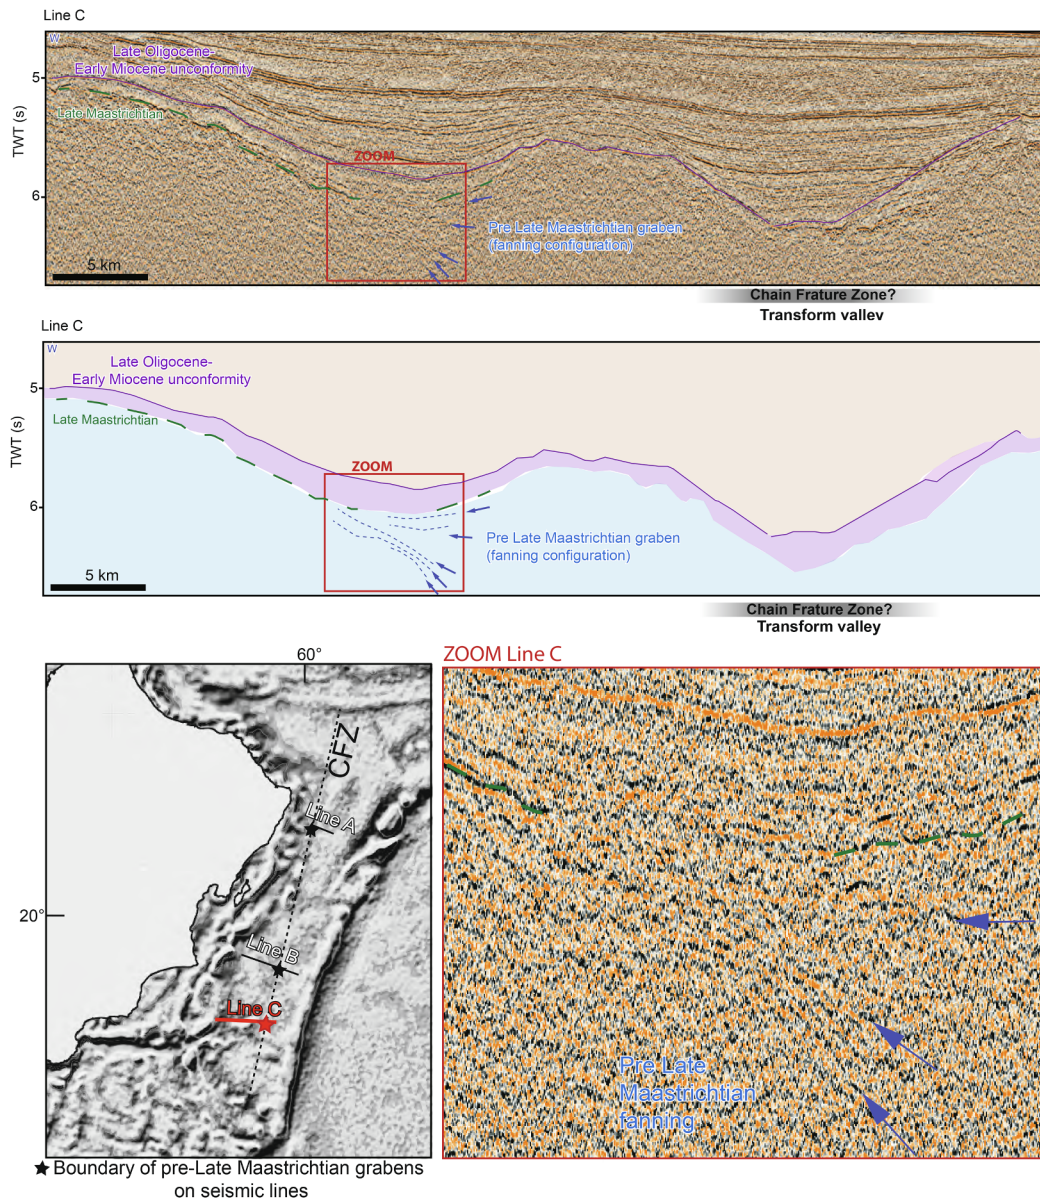 Line C
W
Late Oligocene-
Early Miocene unconformity
5
Late Maastrichtian
TWT (s)
ZOOM
6
Pre Late Maastrichtian graben
(fanning configuration)
5 km
Chain Frature Zone?
Transform valley
Line C
W
Late Oligocene-
Early Miocene unconformity
5
Late Maastrichtian
TWT (s)
ZOOM
6
Pre Late Maastrichtian graben
(fanning configuration)
5 km
Chain Frature Zone?
Transform valley
60°
CFZ
Line A
20°
Line B
Line C
★ Boundary of pre-Late Maastrichtian grabens
on seismic lines
ZOOM Line C
Pre Late
Maastrichtian
fanning